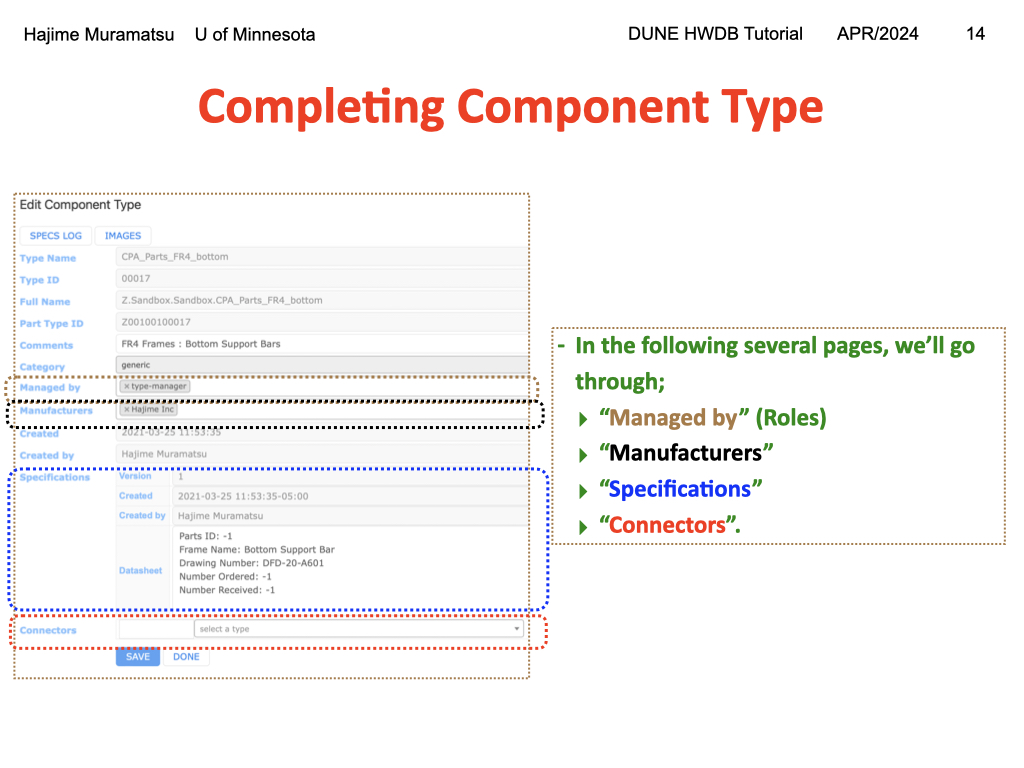 Hajime Muramatsu U of Minnesota DUNE HWDB Tutorial APR/2024 14
Completing Component Type
Edit Component Type
SPECS LOG IMAGES
Type Name CPA_Parts_FR4_bottom
Type ID 00017
Full Name Z.Sandbox.Sandbox.CPA_Parts_FR4_bottom
Part Type ID Z00100100017
Comments FR4 Frames : Bottom Support Bars
Category generic
Managed by ×type-manager
Manufacturers ×Hajime Inc
Created 2021-03-25 11:53:35
Created by Hajime Muramatsu
Specifications Version 1
Created 2021-03-25 11:53:35-05:00
Created by Hajime Muramatsu
Datasheet
Parts ID: -1
Frame Name: Bottom Support Bar
Drawing Number: DFD-20-A601
Number Ordered: -1
Number Received: -1
Connectors select a type
SAVE DONE
- In the following several pages, we’ll go
through;
“Managed by” (Roles)
“Manufacturers”
“Specifications”
“Connectors”.